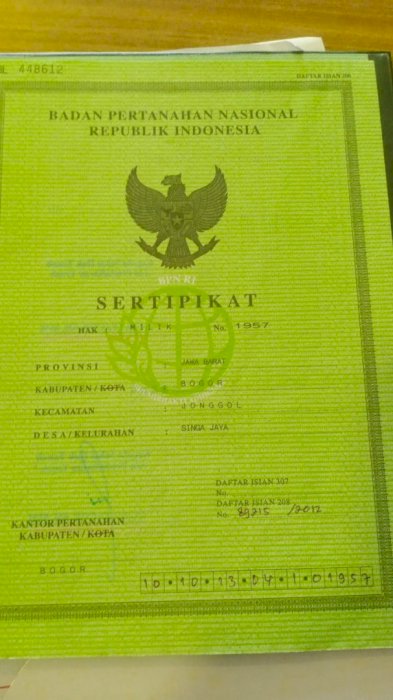 448612
DAFTAR ISIAN 206
BADAN PERTANAHAN NASIONAL
REPUBLIK INDONESIA
BPN RI
SERTIPIKAT
HAK : MILIK No. 1957
PROVINSI : JAWA BARAT
KABUPATEN / KOTA : BOGOR
KECAMATAN : JONGGOL
DESA / KELURAHAN : SINGA JAYA
DAFTAR ISIAN 307
No.
DAFTAR ISIAN 208
No. 89215 /2012
KANTOR PERTANAHAN
KABUPATEN / KOTA
BOGOR
10•10•13•04•1•01957